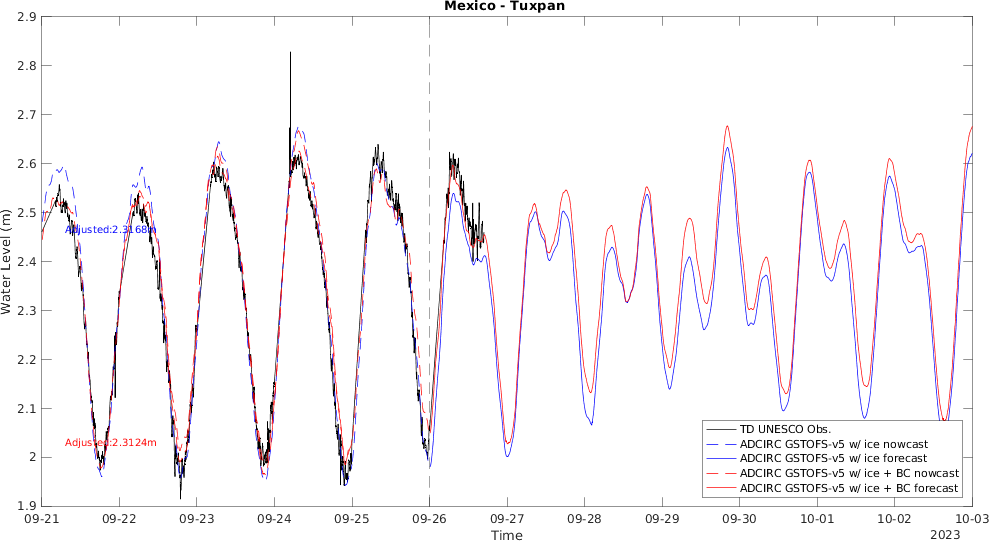 Mexico - Tuxpan
2.9
2.8
2.7
2.6
2.5
2.4
2.3
2.2
2.1
2
1.9
Water Level (m)
Adjusted:2.3168m
Adjusted:2.3124m
TD UNESCO Obs.
ADCIRC GSTOFS-v5 w/ ice nowcast
ADCIRC GSTOFS-v5 w/ ice forecast
ADCIRC GSTOFS-v5 w/ ice + BC nowcast
ADCIRC GSTOFS-v5 w/ ice + BC forecast
09-21 09-22 09-23 09-24 09-25 09-26 09-27 09-28 09-29 09-30 10-01 10-02 10-03
Time
2023